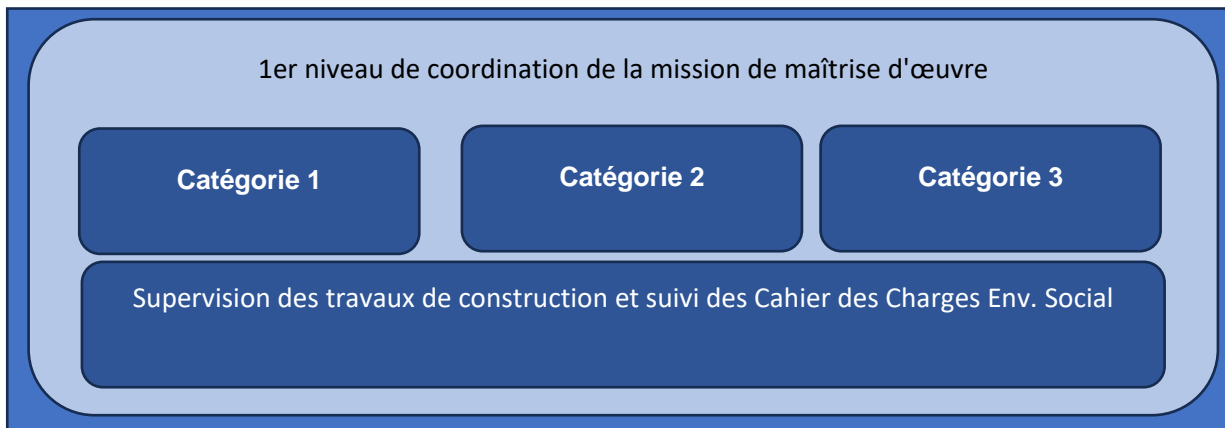 1er niveau de coordination de la mission de maîtrise d'œuvre
Catégorie 1
Catégorie 2
Catégorie 3
Supervision des travaux de construction et suivi des Cahier des Charges Env. Social